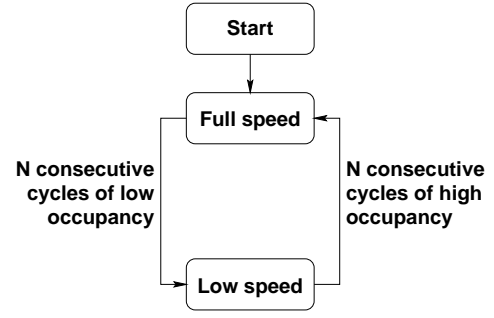 Start
Full speed
N consecutive
cycles of low
occupancy
N consecutive
cycles of high
occupancy
Low speed